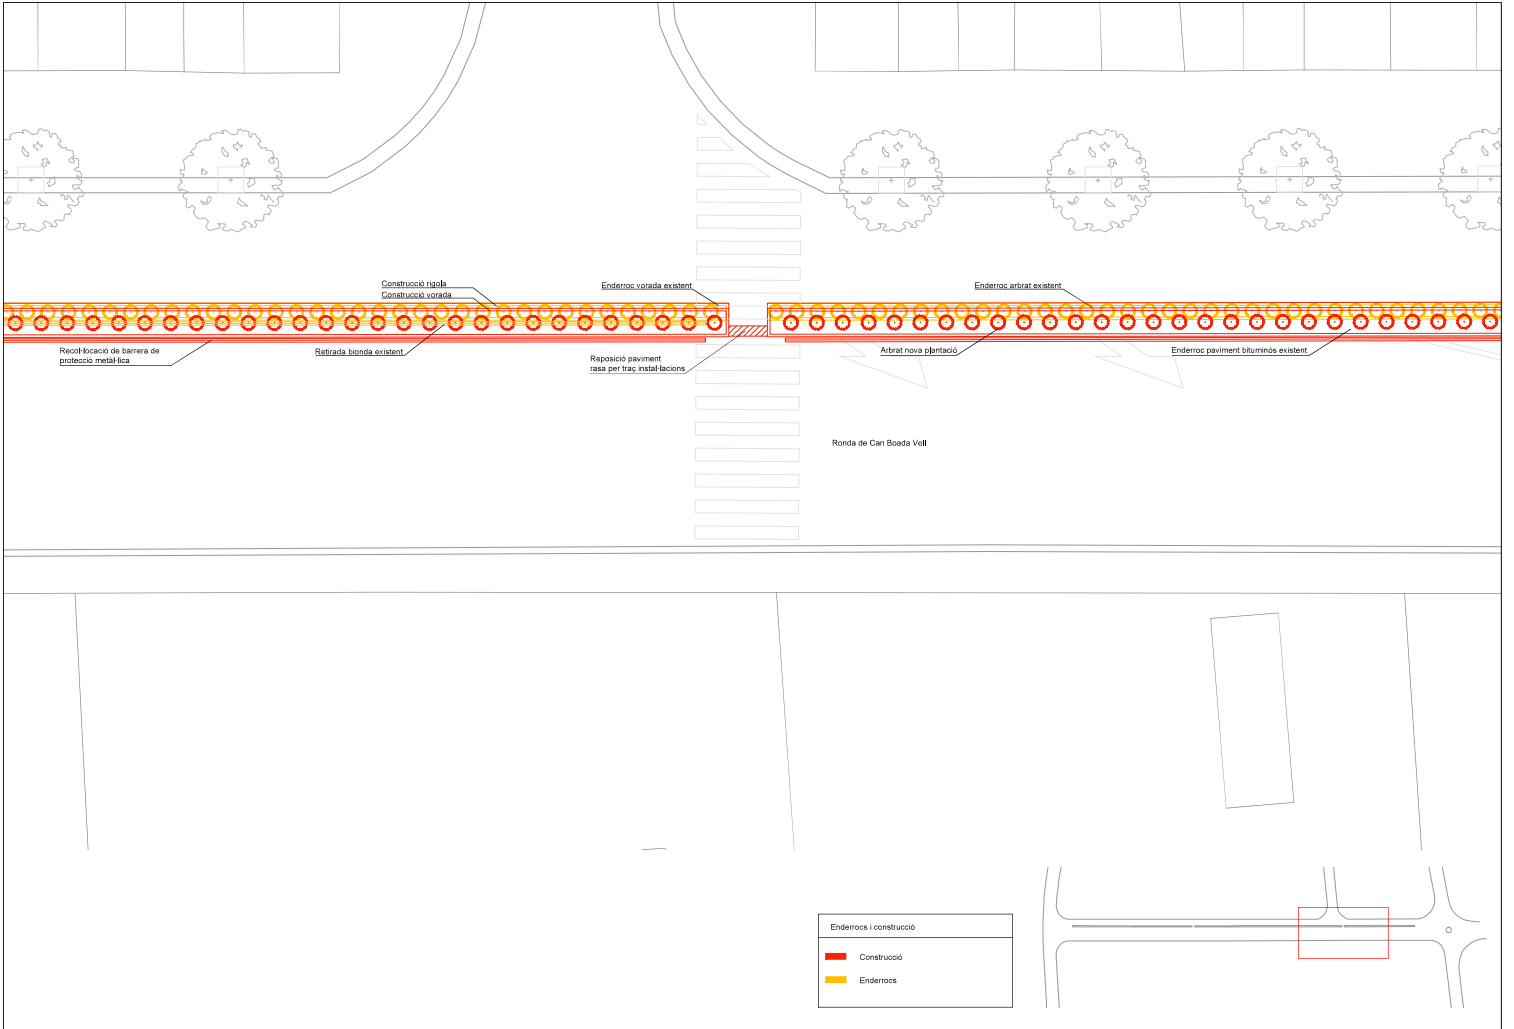 Construcció rigola
Construcció vorada
Enderroc vorada existent
Enderroc arbrat existent
Recol·locació de barrera de
protecció metàl·lica
Retirada bionda existent
Reposició paviment
rasa per traç instal·lacions
Arbrat nova plantació
Enderroc paviment bituminós existent
Ronda de Can Boada Vell
Enderrocs i construcció
Construcció
Enderrocs